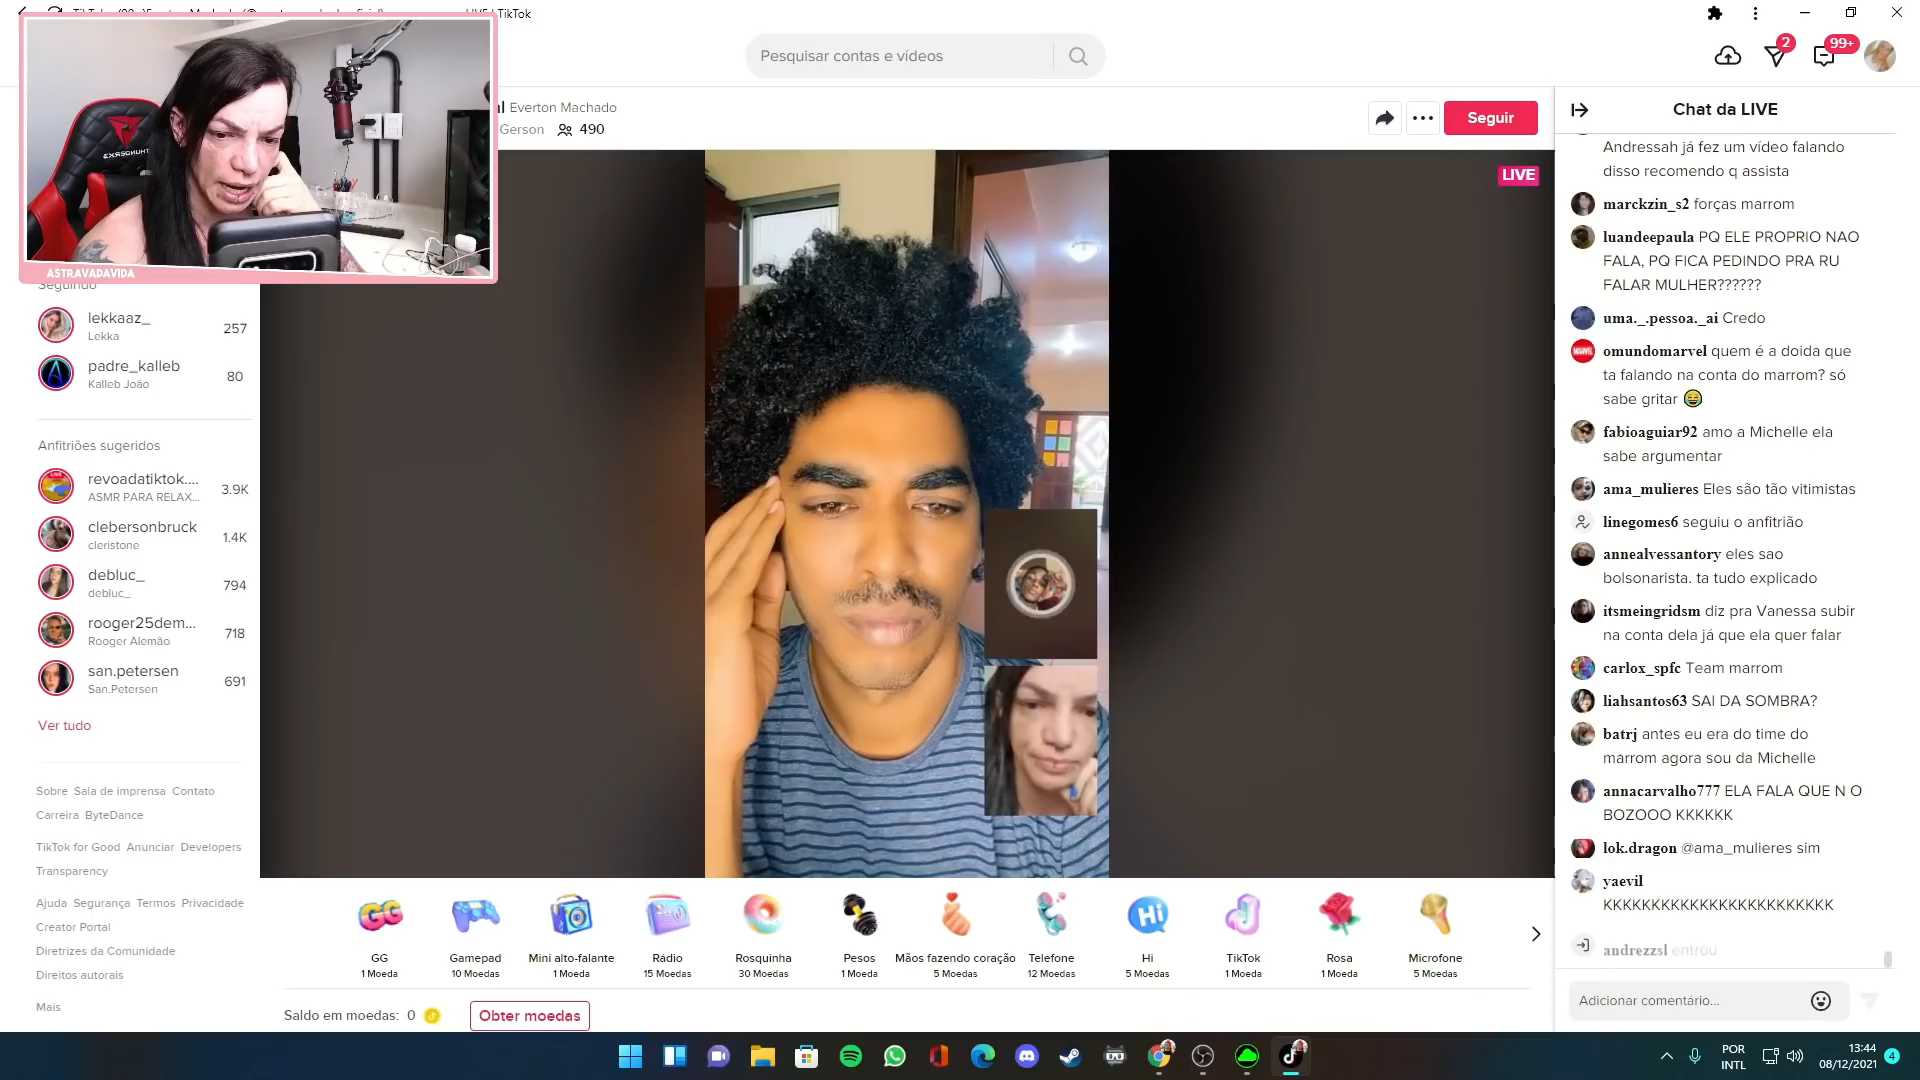 TikTok
Pesquisar contas e vídeos
2
99+
Everton Machado
Gerson
490
Seguir
LIVE
ASTRAVADAVIDA
Seguindo
lekkaaz_
Lekka
257
padre_kalleb
Kalleb João
80
Anfitriões sugeridos
revoadatiktok....
ASMR PARA RELAX...
3.9K
clebersonbruck
cleristone
1.4K
debluc_
debluc_
794
rooger25dem...
Rooger Alemão
718
san.petersen
San.Petersen
691
Ver tudo
Sobre Sala de imprensa Contato
Carreira ByteDance
TikTok for Good Anunciar Developers
Transparency
Ajuda Segurança Termos Privacidade
Creator Portal
Diretrizes da Comunidade
Direitos autorais
Mais
GG
1 Moeda
Gamepad
10 Moedas
Mini alto-falante
1 Moeda
Rádio
15 Moedas
Rosquinha
30 Moedas
Pesos
1 Moeda
Mãos fazendo coração
5 Moedas
Telefone
12 Moedas
Hi
Hi
5 Moedas
TikTok
1 Moeda
Rosa
1 Moeda
Microfone
5 Moedas
Saldo em moedas: 0
Obter moedas
Chat da LIVE
Andressah já fez um vídeo falando
disso recomendo q assista
marckzin_s2 forças marrom
luandeepaula PQ ELE PROPRIO NAO
FALA, PQ FICA PEDINDO PRA RU
FALAR MULHER??????
uma._.pessoa._ai Credo
omundomarvel quem é a doida que
ta falando na conta do marrom? só
sabe gritar 😂
fabioaguiar92 amo a Michelle ela
sabe argumentar
ama_mulieres Eles são tão vitimistas
linegomes6 seguiu o anfitrião
annealvessantory eles sao
bolsonarista. ta tudo explicado
itsmeingridsm diz pra Vanessa subir
na conta dela já que ela quer falar
carlox_spfc Team marrom
liahsantos63 SAI DA SOMBRA?
batrj antes eu era do time do
marrom agora sou da Michelle
annacarvalho777 ELA FALA QUE N O
BOZOOO KKKKKK
lok.dragon @ama_mulieres sim
yaevil
KKKKKKKKKKKKKKKKKKKKKKKK
andrezzsl entrou
Adicionar comentário...
POR
INTL
13:44
08/12/2021
4